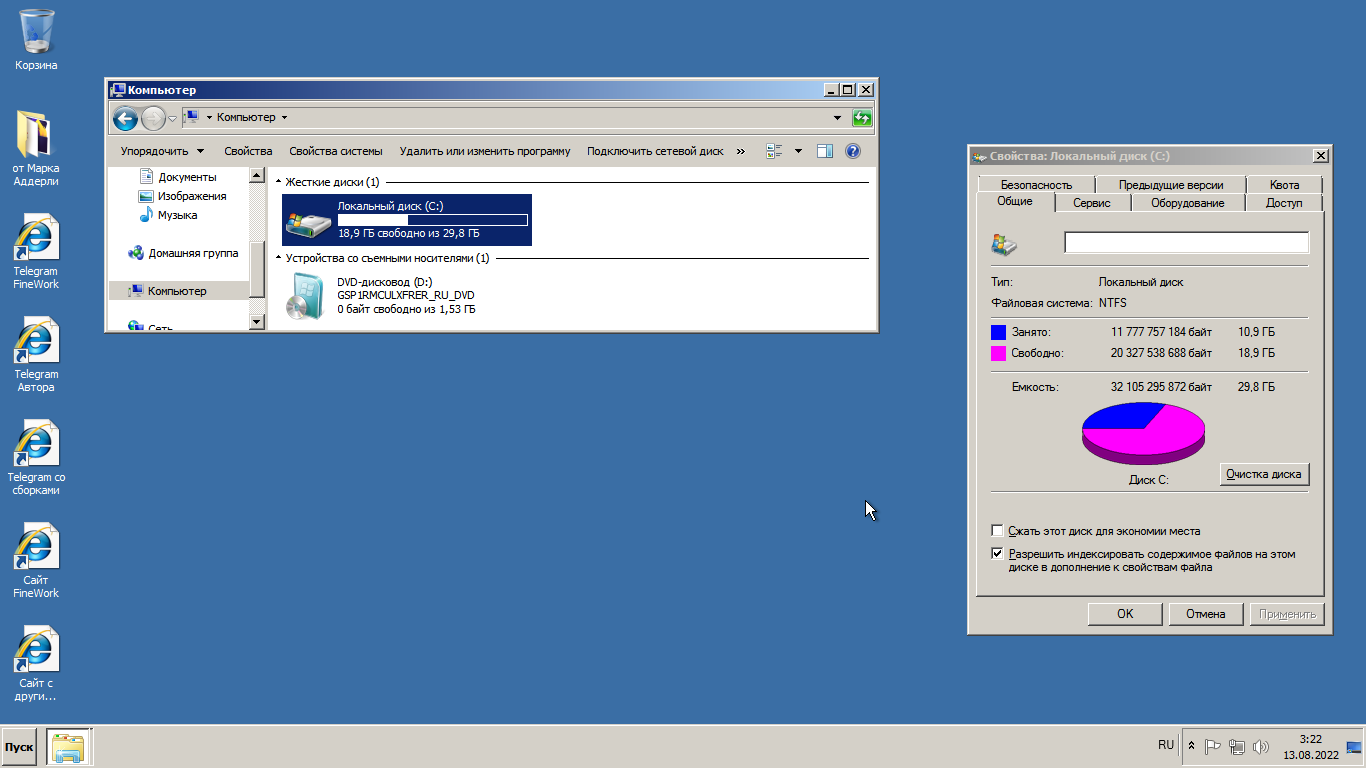 Корзина
от Марка
Аддерли
Telegram
FineWork
Telegram
Автора
Telegram со
сборками
Сайт
FineWork
Сайт с
други...
Компьютер
Компьютер
Упорядочить
Свойства
Свойства системы
Удалить или изменить программу
Подключить сетевой диск
»
Документы
Изображения
Музыка
Домашняя группа
Компьютер
Сеть
Жесткие диски (1)
Локальный диск (C:)
18,9 ГБ свободно из 29,8 ГБ
Устройства со съемными носителями (1)
DVD-дисковод (D:)
GSP1RMCULXFRER_RU_DVD
0 байт свободно из 1,53 ГБ
Свойства: Локальный диск (C:)
Безопасность
Предыдущие версии
Квота
Общие
Сервис
Оборудование
Доступ
Тип:
Локальный диск
Файловая система:
NTFS
Занято:
11 777 757 184 байт
10,9 ГБ
Свободно:
20 327 538 688 байт
18,9 ГБ
Емкость:
32 105 295 872 байт
29,8 ГБ
Диск C:
Очистка диска
Сжать этот диск для экономии места
Разрешить индексировать содержимое файлов на этом
диске в дополнение к свойствам файла
OK
Отмена
Применить
Пуск
RU
3:22
13.08.2022